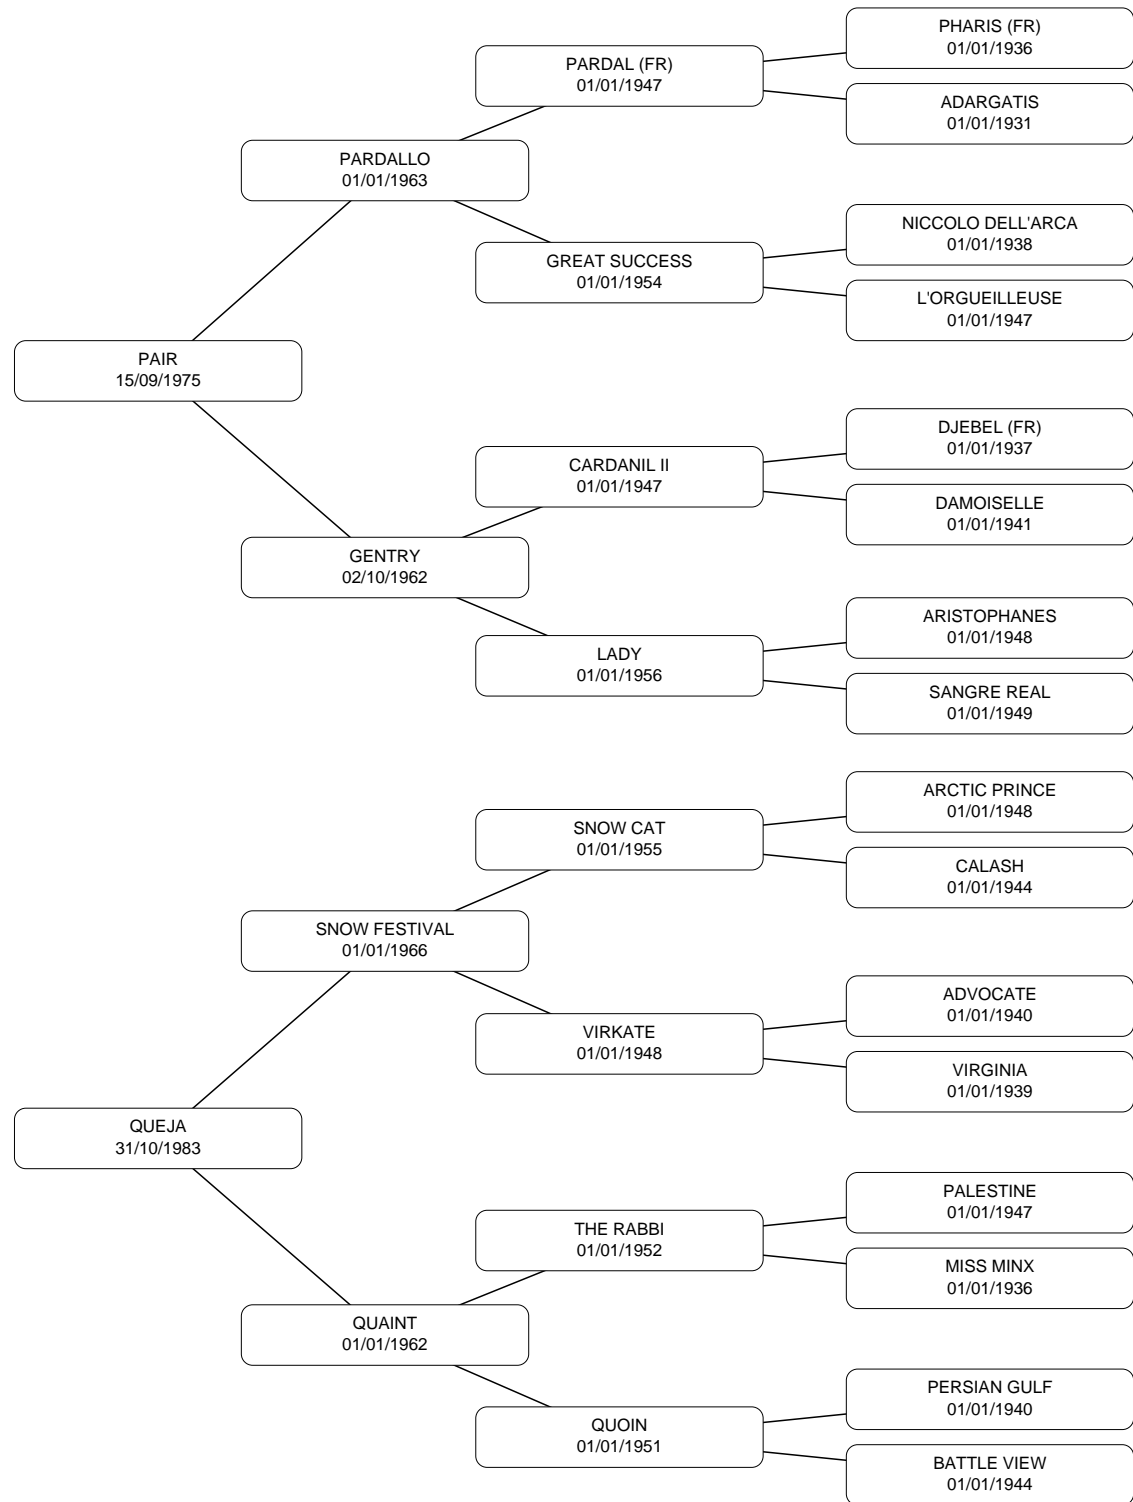 PHARIS (FR)
01/01/1936
PARDAL (FR)
01/01/1947
ADARGATIS
01/01/1931
PARDALLO
01/01/1963
NICCOLO DELL'ARCA
01/01/1938
GREAT SUCCESS
01/01/1954
L'ORGUEILLEUSE
01/01/1947
PAIR
15/09/1975
DJEBEL (FR)
01/01/1937
CARDANIL II
01/01/1947
DAMOISELLE
01/01/1941
GENTRY
02/10/1962
ARISTOPHANES
01/01/1948
LADY
01/01/1956
SANGRE REAL
01/01/1949
ARCTIC PRINCE
01/01/1948
SNOW CAT
01/01/1955
CALASH
01/01/1944
SNOW FESTIVAL
01/01/1966
ADVOCATE
01/01/1940
VIRKATE
01/01/1948
VIRGINIA
01/01/1939
QUEJA
31/10/1983
PALESTINE
01/01/1947
THE RABBI
01/01/1952
MISS MINX
01/01/1936
QUAINT
01/01/1962
PERSIAN GULF
01/01/1940
QUOIN
01/01/1951
BATTLE VIEW
01/01/1944